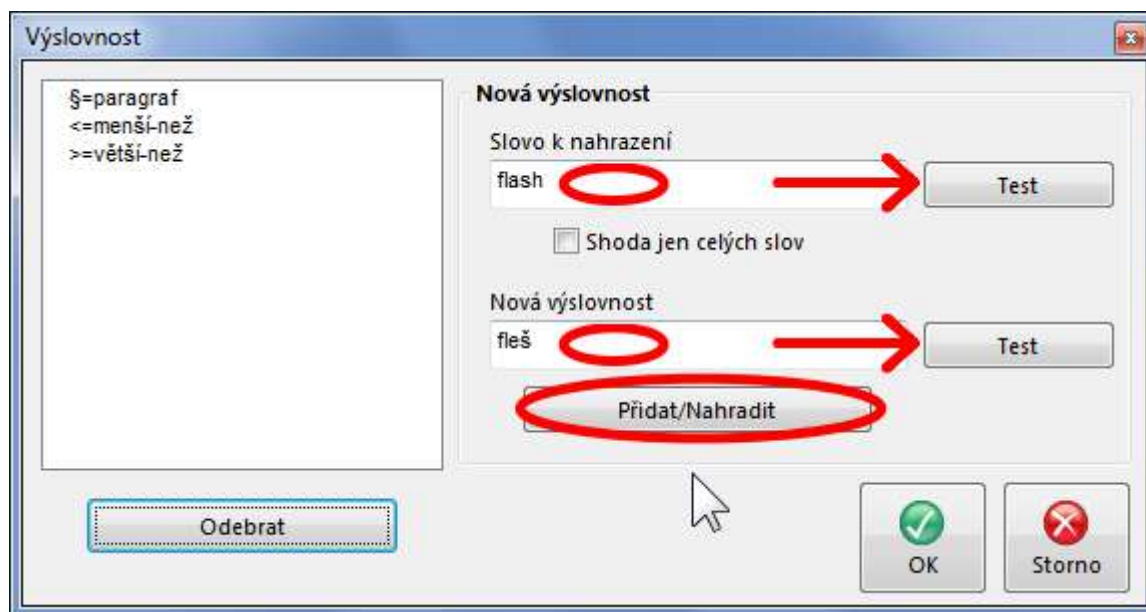 Výslovnost
§=paragraf
<=menší-než
>=větší-než
Odebrat
Nová výslovnost
Slovo k nahrazení
flash
Test
Shoda jen celých slov
Nová výslovnost
fleš
Test
Přidat/Nahradit
OK
Storno